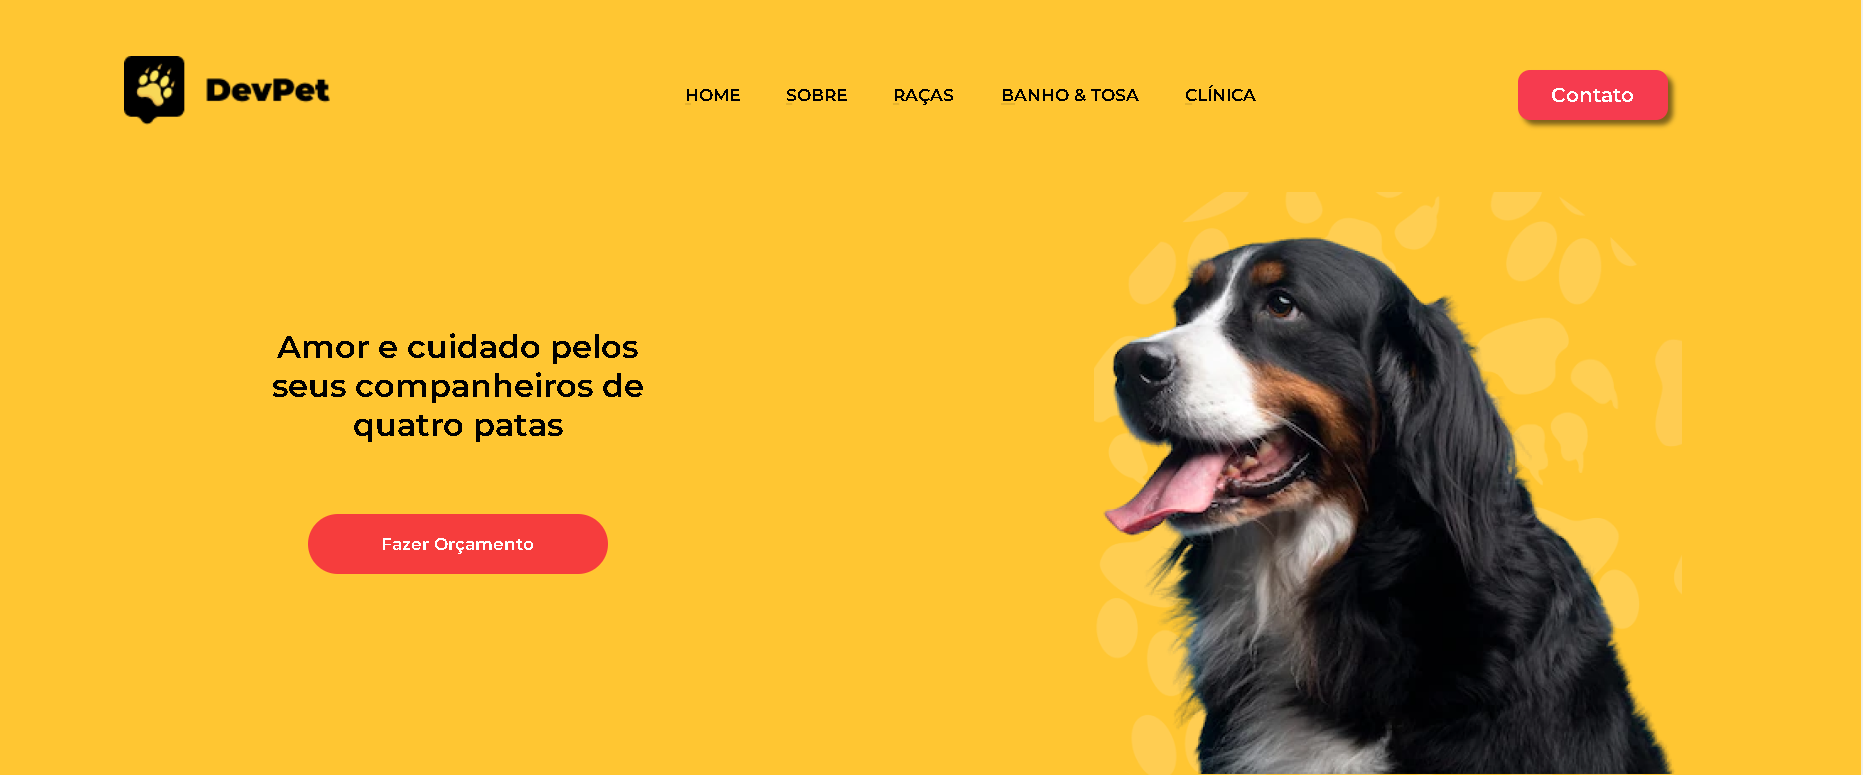 DevPet
HOME
SOBRE
RAÇAS
BANHO & TOSA
CLÍNICA
Contato
Amor e cuidado pelos
seus companheiros de
quatro patas
Fazer Orçamento